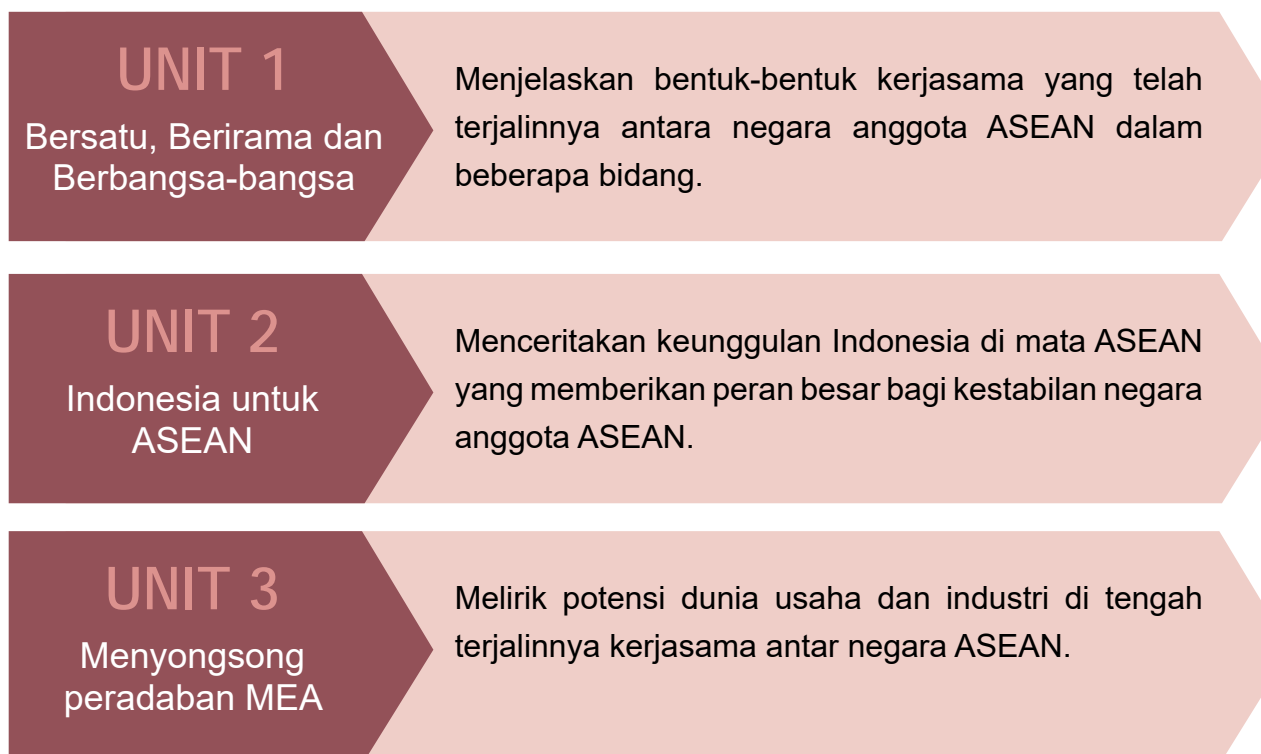 UNIT 1
Bersatu, Berirama dan
Berbangsa-bangsa
Menjelaskan bentuk-bentuk kerjasama yang telah
terjalinnya antara negara anggota ASEAN dalam
beberapa bidang.
UNIT 2
Indonesia untuk
ASEAN
Menceritakan keunggulan Indonesia di mata ASEAN
yang memberikan peran besar bagi kestabilan negara
anggota ASEAN.
UNIT 3
Menyongsong
peradaban MEA
Melirik potensi dunia usaha dan industri di tengah
terjalinnya kerjasama antar negara ASEAN.